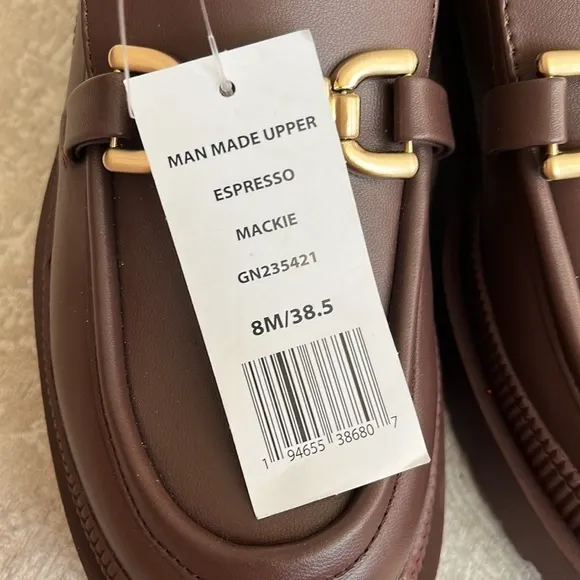 MAN MADE UPPER
ESPRESSO
MACKIE
GN235421
8M/38.5
1 94655 38680 7